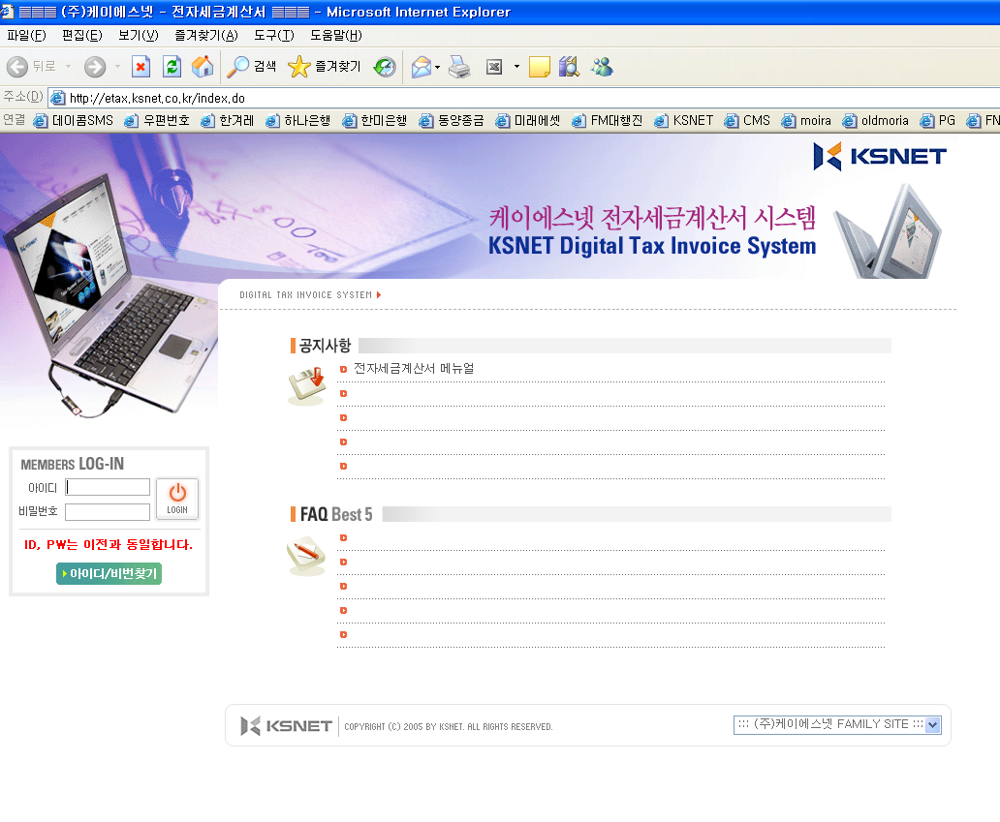 ▤▤▤ (주)케이에스넷 - 전자세금계산서 ▤▤▤ - Microsoft Internet Explorer
파일(F) 편집(E) 보기(V) 즐겨찾기(A) 도구(T) 도움말(H)
뒤로 검색 즐겨찾기
주소(D) http://etax.ksnet.co.kr/index.do
연결 데이콤SMS 우편번호 한겨레 하나은행 한미은행 동양종금 미래에셋 FM대행진 KSNET CMS moira oldmoria PG FN
KSNET
케이에스넷 전자세금계산서 시스템
KSNET Digital Tax Invoice System
DIGITAL TAX INVOICE SYSTEM
공지사항
전자세금계산서 메뉴얼
MEMBERS LOG-IN
아이디
비밀번호
LOGIN
ID, PW는 이전과 동일합니다.
아이디/비번찾기
FAQ Best 5
KSNET COPYRIGHT (C) 2005 BY KSNET. ALL RIGHTS RESERVED.
::: (주)케이에스넷 FAMILY SITE :::